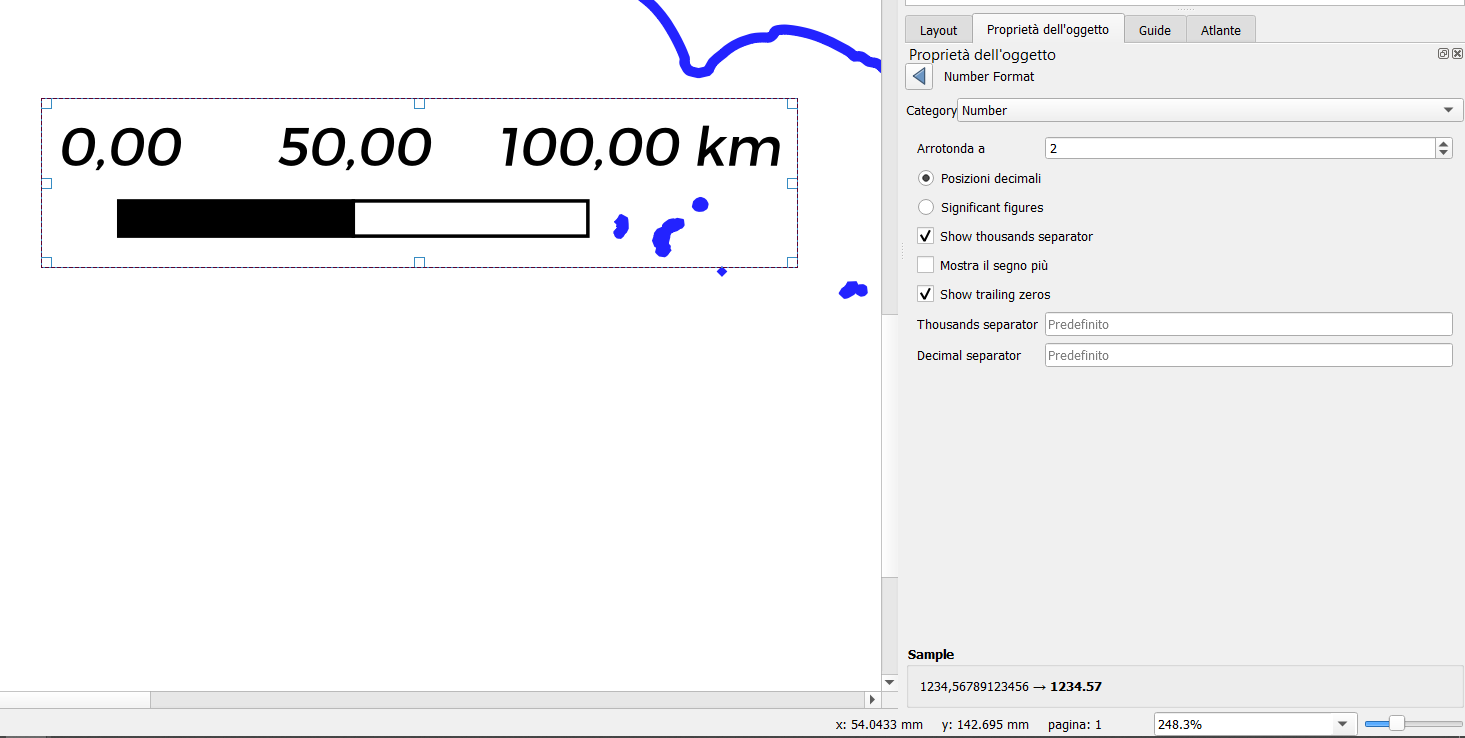 0,00 50,00 100,00 km
Layout Proprietà dell'oggetto Guide Atlante
Proprietà dell'oggetto
Number Format
Category Number
Arrotonda a 2
Posizioni decimali
Significant figures
Show thousands separator
Mostra il segno più
Show trailing zeros
Thousands separator Predefinito
Decimal separator Predefinito
Sample
1234,56789123456 → 1234.57
x: 54.0433 mm y: 142.695 mm pagina: 1 248.3%